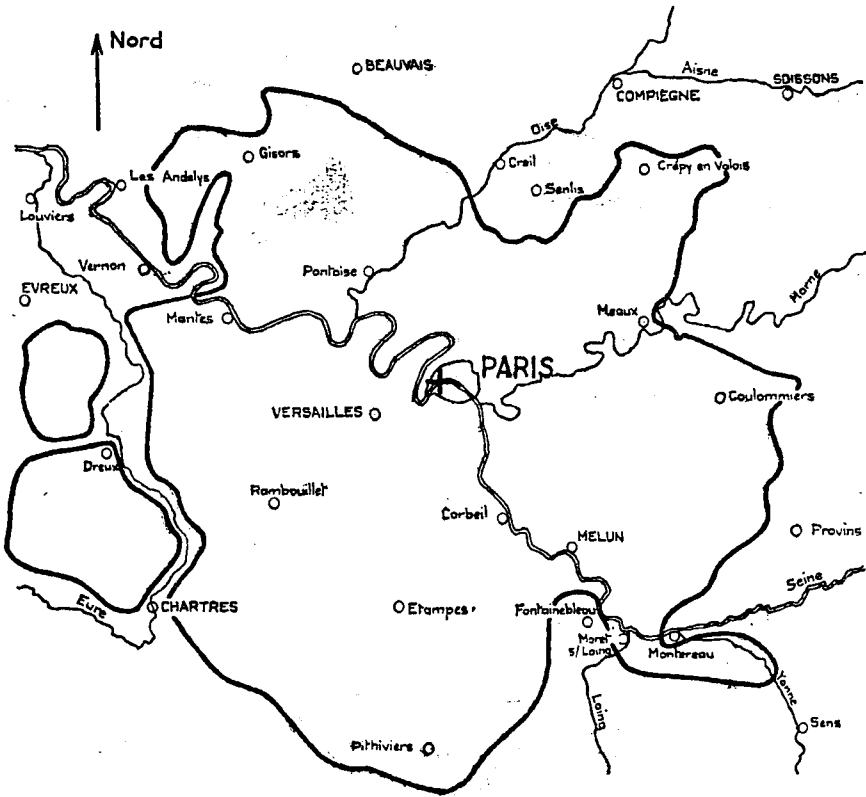 Nord
BEAUVAIS
Aisne
SOISSONS
COMPIEGNE
Oise
Gisors
Creil
Crépy en Valois
Les Andelys
Senlis
Louviers
Vernon
Pontoise
EVREUX
Marne
Mantes
Meaux
PARIS
VERSAILLES
Coulommiers
Dreux
Rambouillet
Corbeil
Provins
MELUN
Seine
Eure
CHARTRES
Etampes
Fontainebleau
Moret
s/Loing
Montereau
Yonne
Loing
Sens
Pithiviers